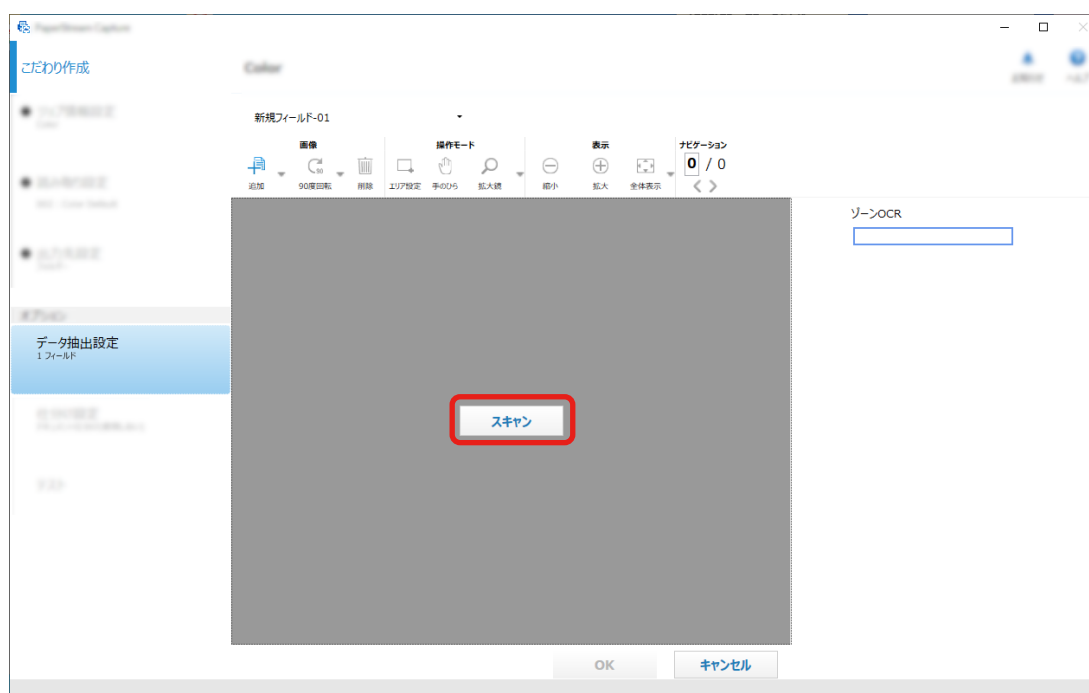 PaperStream Capture
こだわり作成
Color
新規フィールド-01
画像 操作モード 表示 ナビゲーション
0 / 0
追加 90度回転 削除 エリア設定 手のひら 拡大鏡 縮小 拡大 全体表示
ゾーンOCR
オプション
データ抽出設定
1 フィールド
スキャン
テスト
OK キャンセル